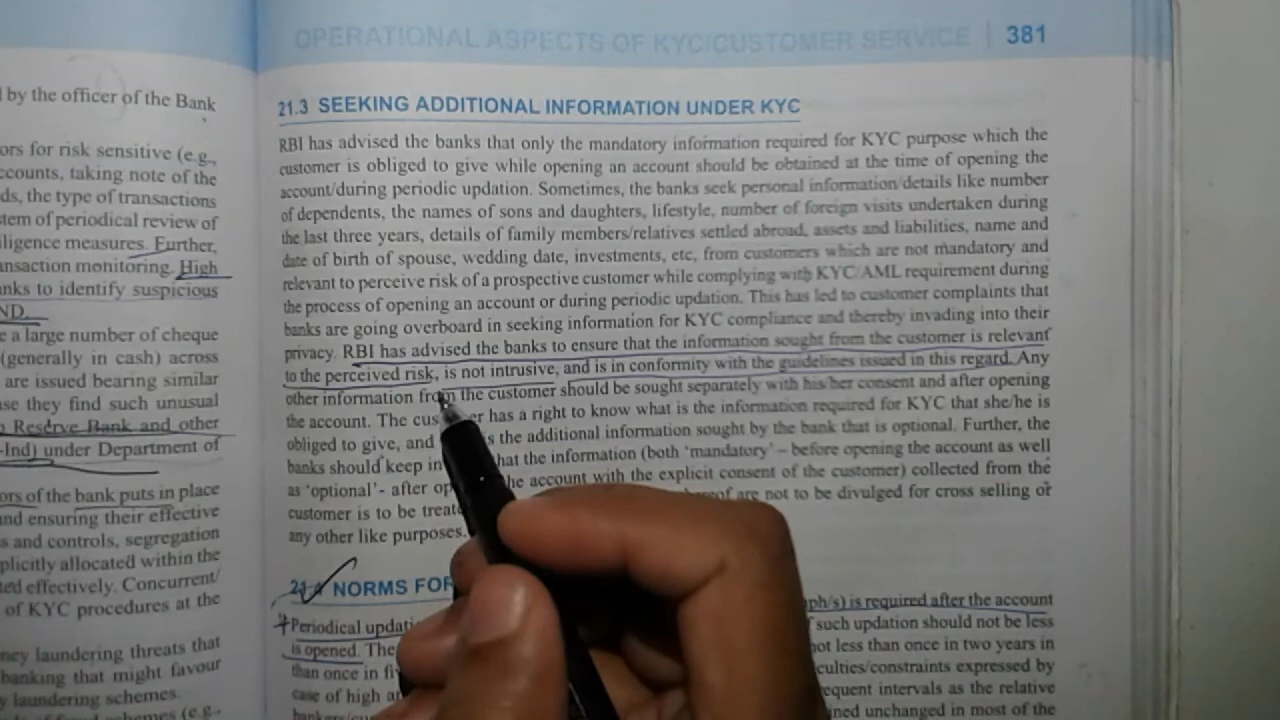 l by the officer of the Bank
ors for risk sensitive (e.g.,
ccounts, taking note of the
ds, the type of transactions
stem of periodical review of
iligence measures. Further,
ansaction monitoring. High
anks to identify suspicious
ND.
e a large number of cheque
(generally in cash) across
are issued bearing similar
ase they find such unusual
o Reserve Bank and other
-Ind) under Department of
ors of the bank puts in place
and ensuring their effective
s and controls, segregation
xplicitly allocated within the
ted effectively. Concurrent/
of KYC procedures at the
ney laundering threats that
banking that might favour
y laundering schemes.
schemes (e.g.,
OPERATIONAL ASPECTS OF KYC/CUSTOMER SERVICE | 381
21.3 SEEKING ADDITIONAL INFORMATION UNDER KYC
RBI has advised the banks that only the mandatory information required for KYC purpose which the
customer is obliged to give while opening an account should be obtained at the time of opening the
account/during periodic updation. Sometimes, the banks seek personal information/details like number
of dependents, the names of sons and daughters, lifestyle, number of foreign visits undertaken during
the last three years, details of family members/relatives settled abroad, assets and liabilities, name and
date of birth of spouse, wedding date, investments, etc, from customers which are not mandatory and
relevant to perceive risk of a prospective customer while complying with KYC/AML requirement during
the process of opening an account or during periodic updation. This has led to customer complaints that
banks are going overboard in seeking information for KYC compliance and thereby invading into their
privacy. RBI has advised the banks to ensure that the information sought from the customer is relevant
to the perceived risk, is not intrusive, and is in conformity with the guidelines issued in this regard. Any
other information from the customer should be sought separately with his/her consent and after opening
the account. The cus er has a right to know what is the information required for KYC that she/he is
obliged to give, and s the additional information sought by the bank that is optional. Further, the
banks should keep in hat the information (both ‘mandatory’ – before opening the account as well
as ‘optional’- after op he account with the explicit consent of the customer) collected from the
customer is to be treat of are not to be divulged for cross selling or
any other like purposes.
21.4 NORMS FOR
Periodical updati ph/s) is required after the account
is opened. The such updation should not be less
than once in fi not less than once in two years in
case of high a culties/constraints expressed by
equent intervals as the relative
ned unchanged in most of the